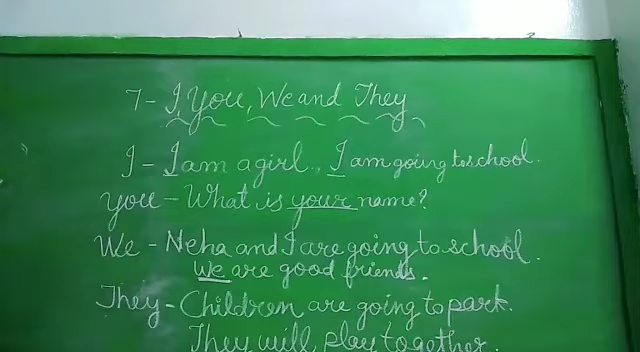 7- I, You, We and They
I - I am a girl., I am going to school.
you - What is your name?
We - Neha and I are going to school.
We are good friends.
They - Children are going to park.
They will play together.